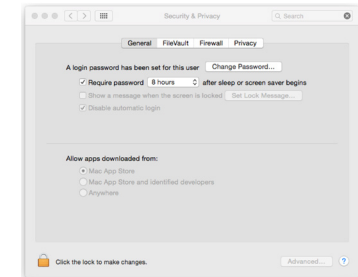 Security & Privacy
Search
General FileVault Firewall Privacy
A login password has been set for this user Change Password...
Require password 8 hours after sleep or screen saver begins
Show a message when the screen is locked Set Lock Message...
Disable automatic login
Allow apps downloaded from:
Mac App Store
Mac App Store and identified developers
Anywhere
Click the lock to make changes.
Advanced... ?